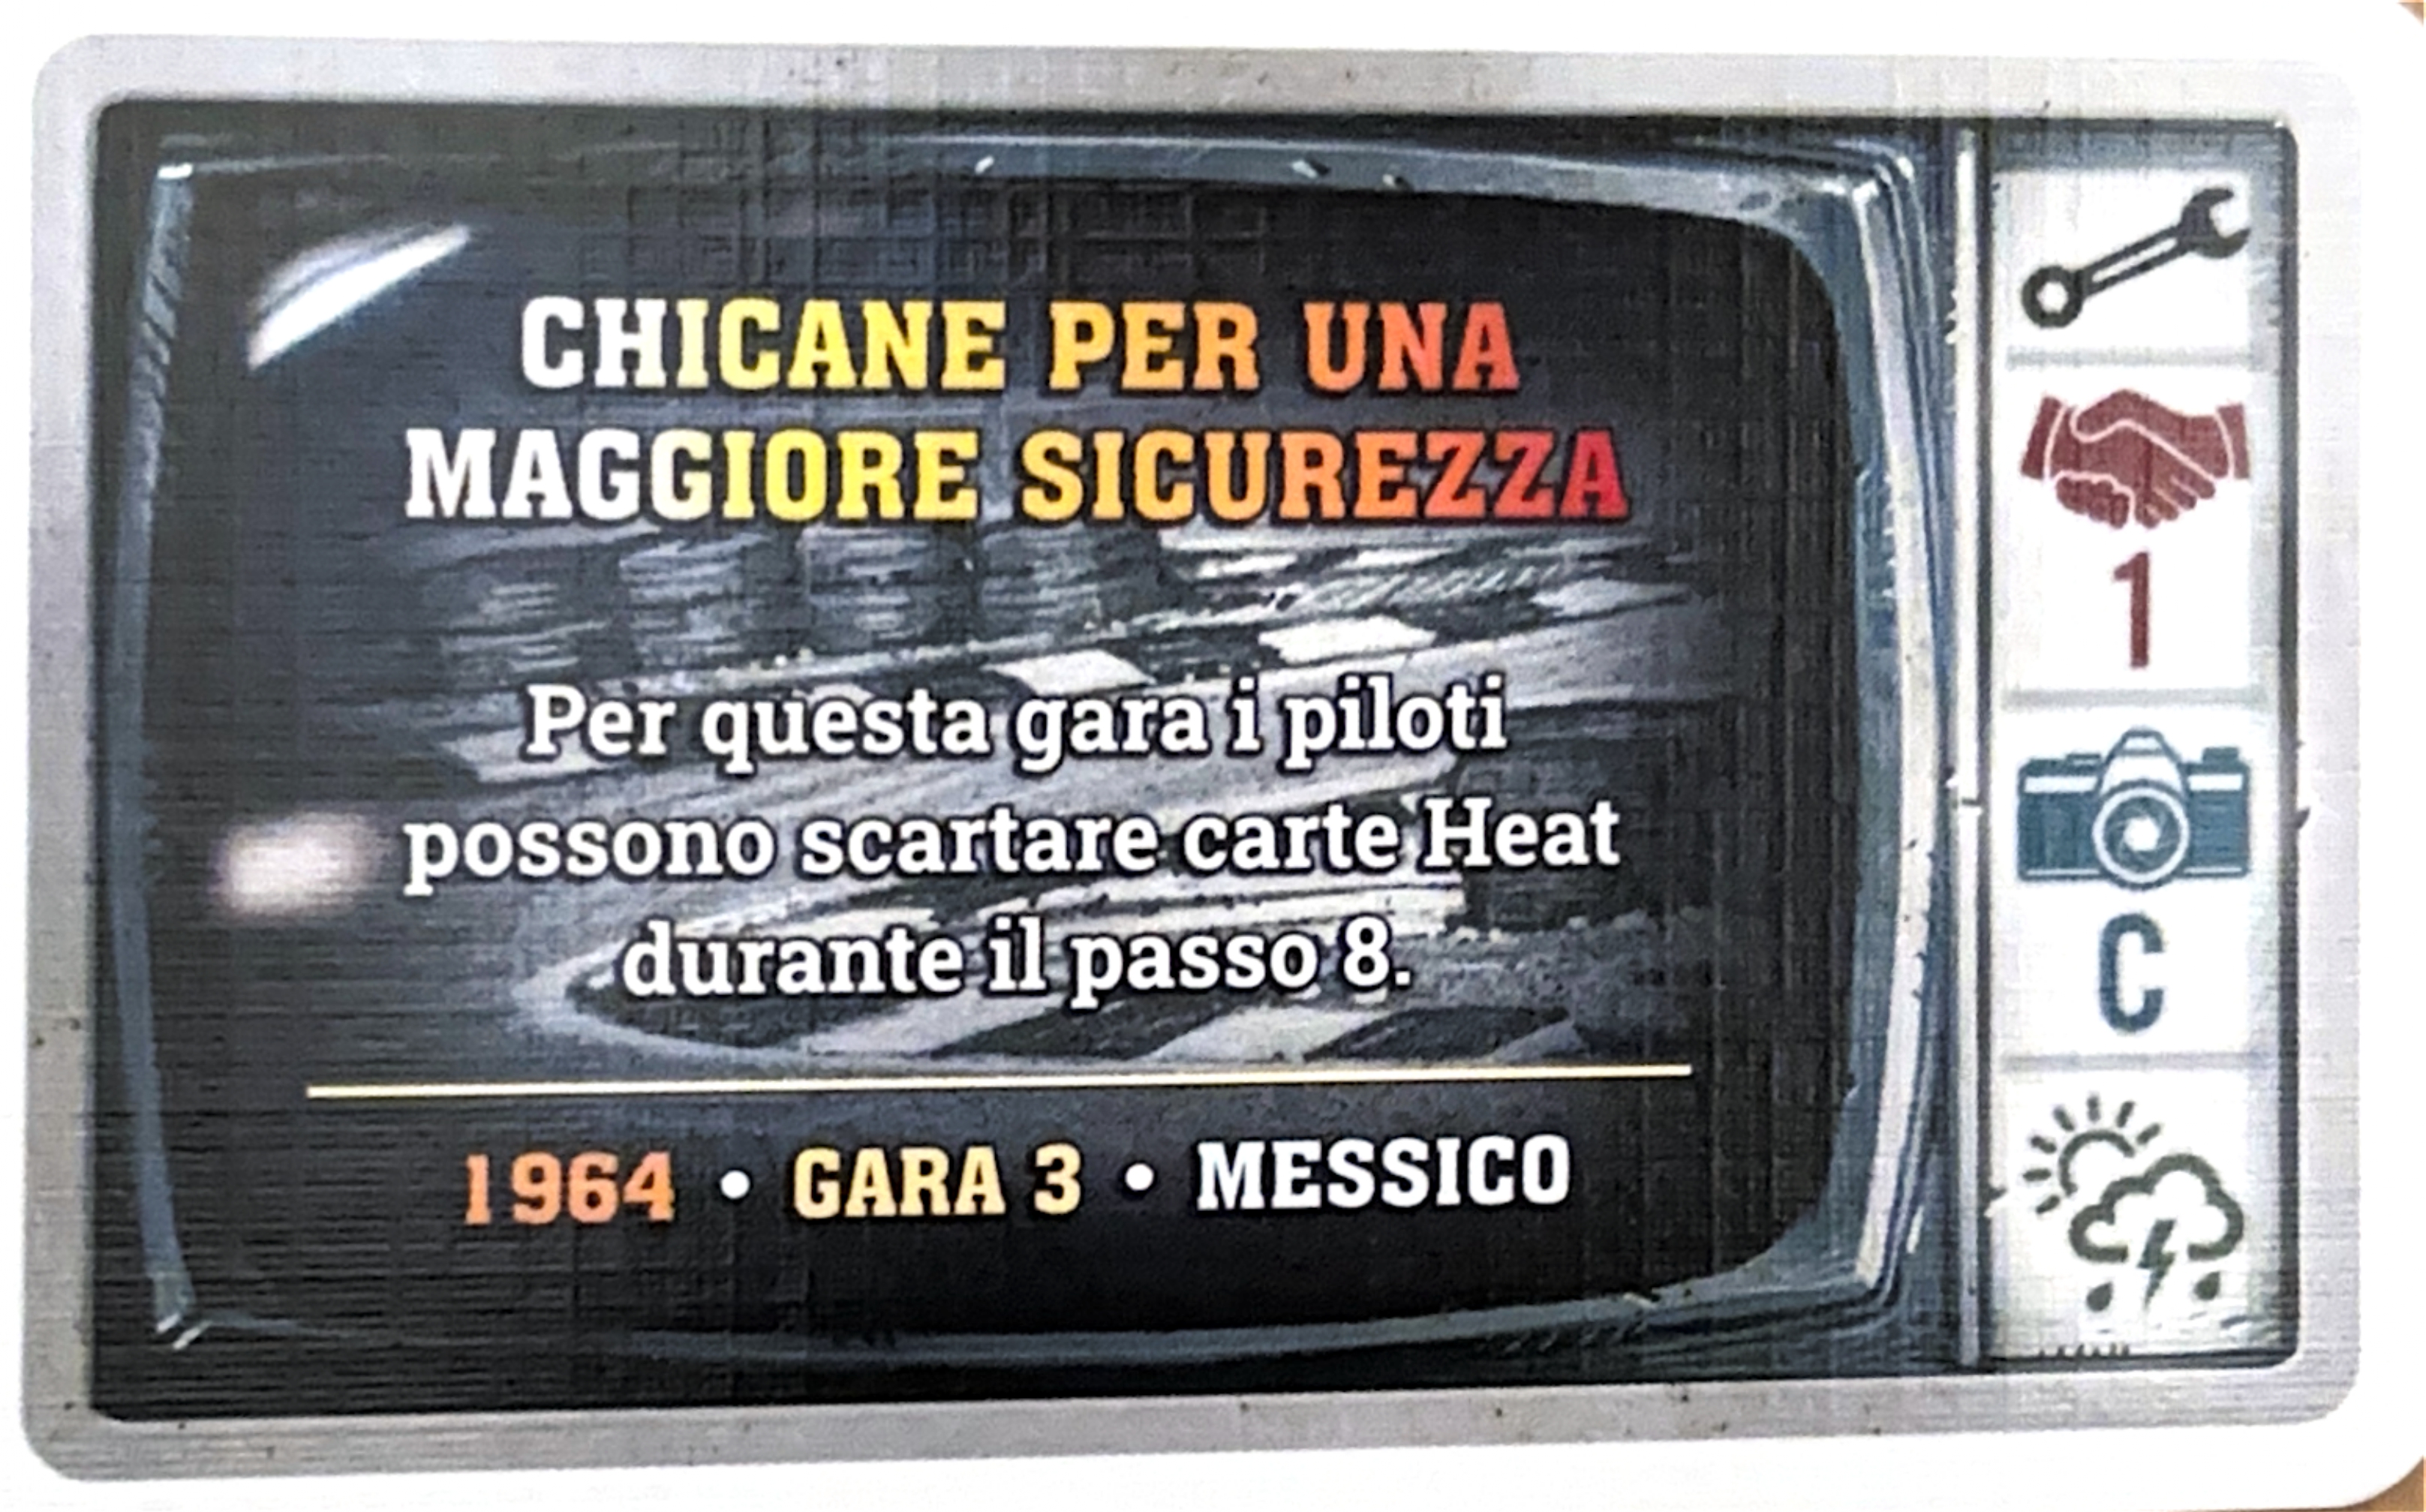 CHICANE PER UNA
MAGGIORE SICUREZZA
Per questa gara i piloti
possono scartare carte Heat
durante il passo 8.
1964 • GARA 3 • MESSICO
1
C